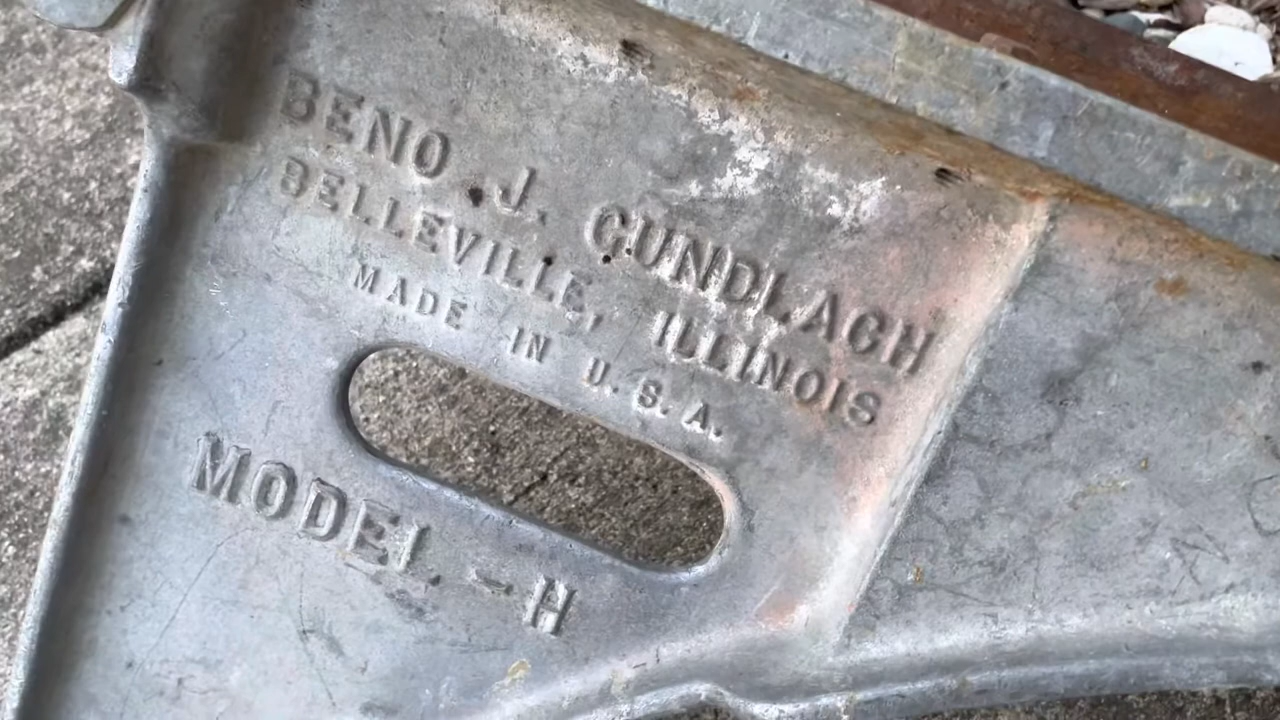 BENO J. GUNDLACH
BELLEVILLE, ILLINOIS
MADE IN U.S.A.
MODEL-H